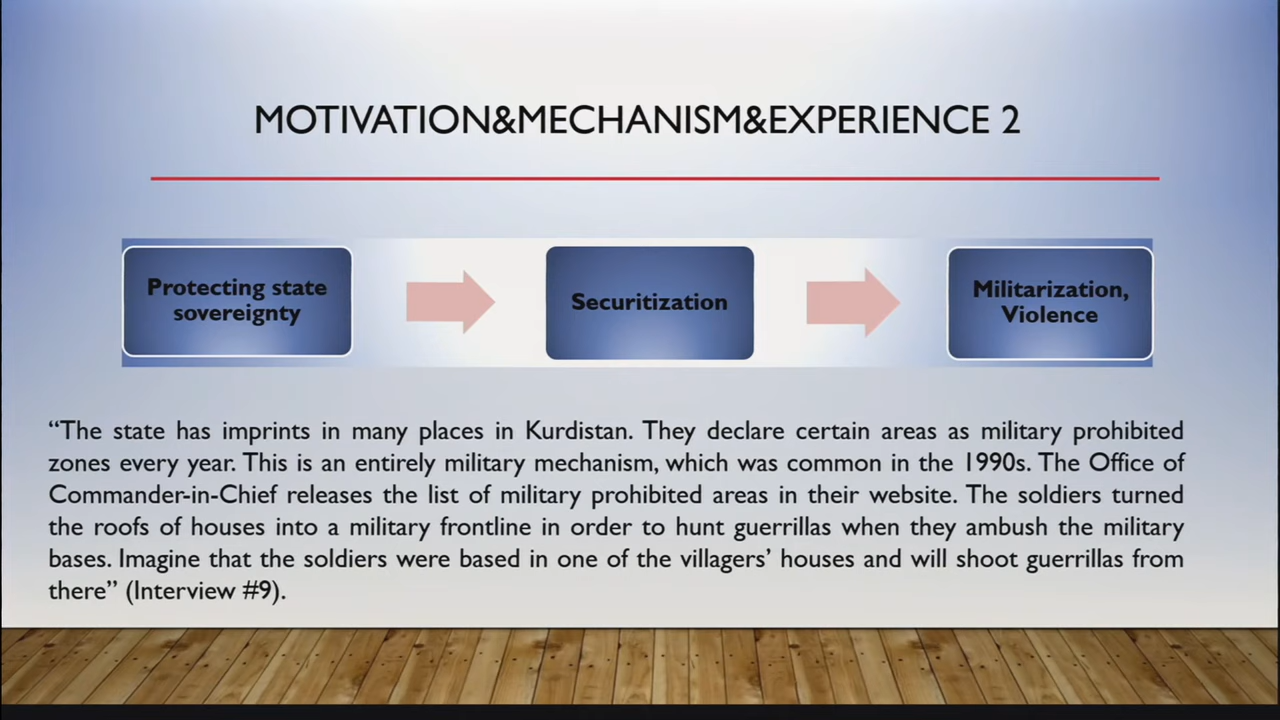 MOTIVATION&MECHANISM&EXPERIENCE 2
Protecting state
sovereignty
Securitization
Militarization,
Violence
“The state has imprints in many places in Kurdistan. They declare certain areas as military prohibited
zones every year. This is an entirely military mechanism, which was common in the 1990s. The Office of
Commander-in-Chief releases the list of military prohibited areas in their website. The soldiers turned
the roofs of houses into a military frontline in order to hunt guerrillas when they ambush the military
bases. Imagine that the soldiers were based in one of the villagers’ houses and will shoot guerrillas from
there” (Interview #9).